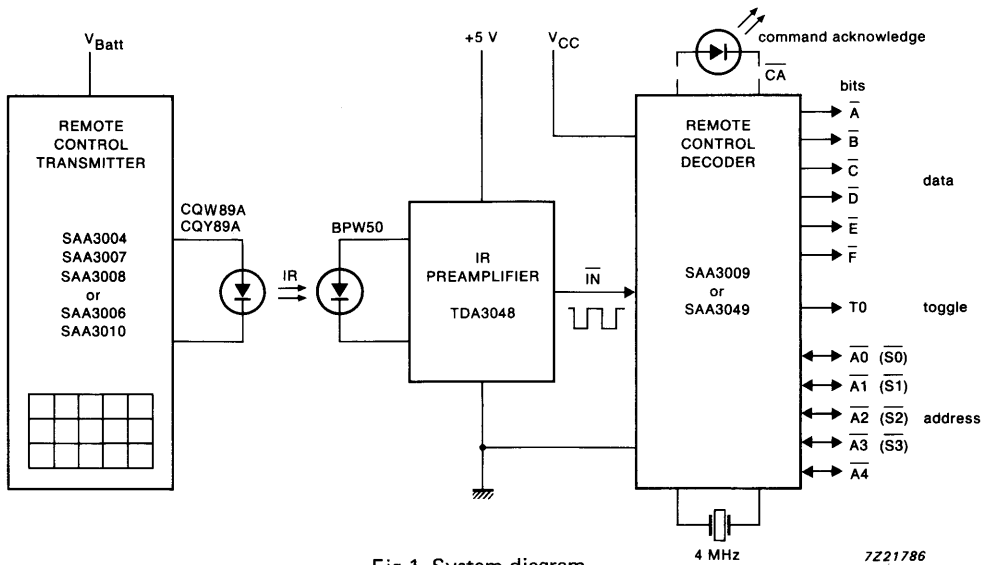 V Batt
REMOTE
CONTROL
TRANSMITTER
SAA3004
SAA3007
SAA3008
or
SAA3006
SAA3010
CQW89A
CQY89A
IR
BPW50
+5 V
IR
PREAMPLIFIER
TDA3048
IN
VCC
REMOTE
CONTROL
DECODER
SAA3009
or
SAA3049
command acknowledge
CA
bits
A
B
C
D
E
F
data
T0 toggle
A0 (S0)
A1 (S1)
A2 (S2) address
A3 (S3)
A4
4 MHz
7Z21786
Fig.1 System diagram